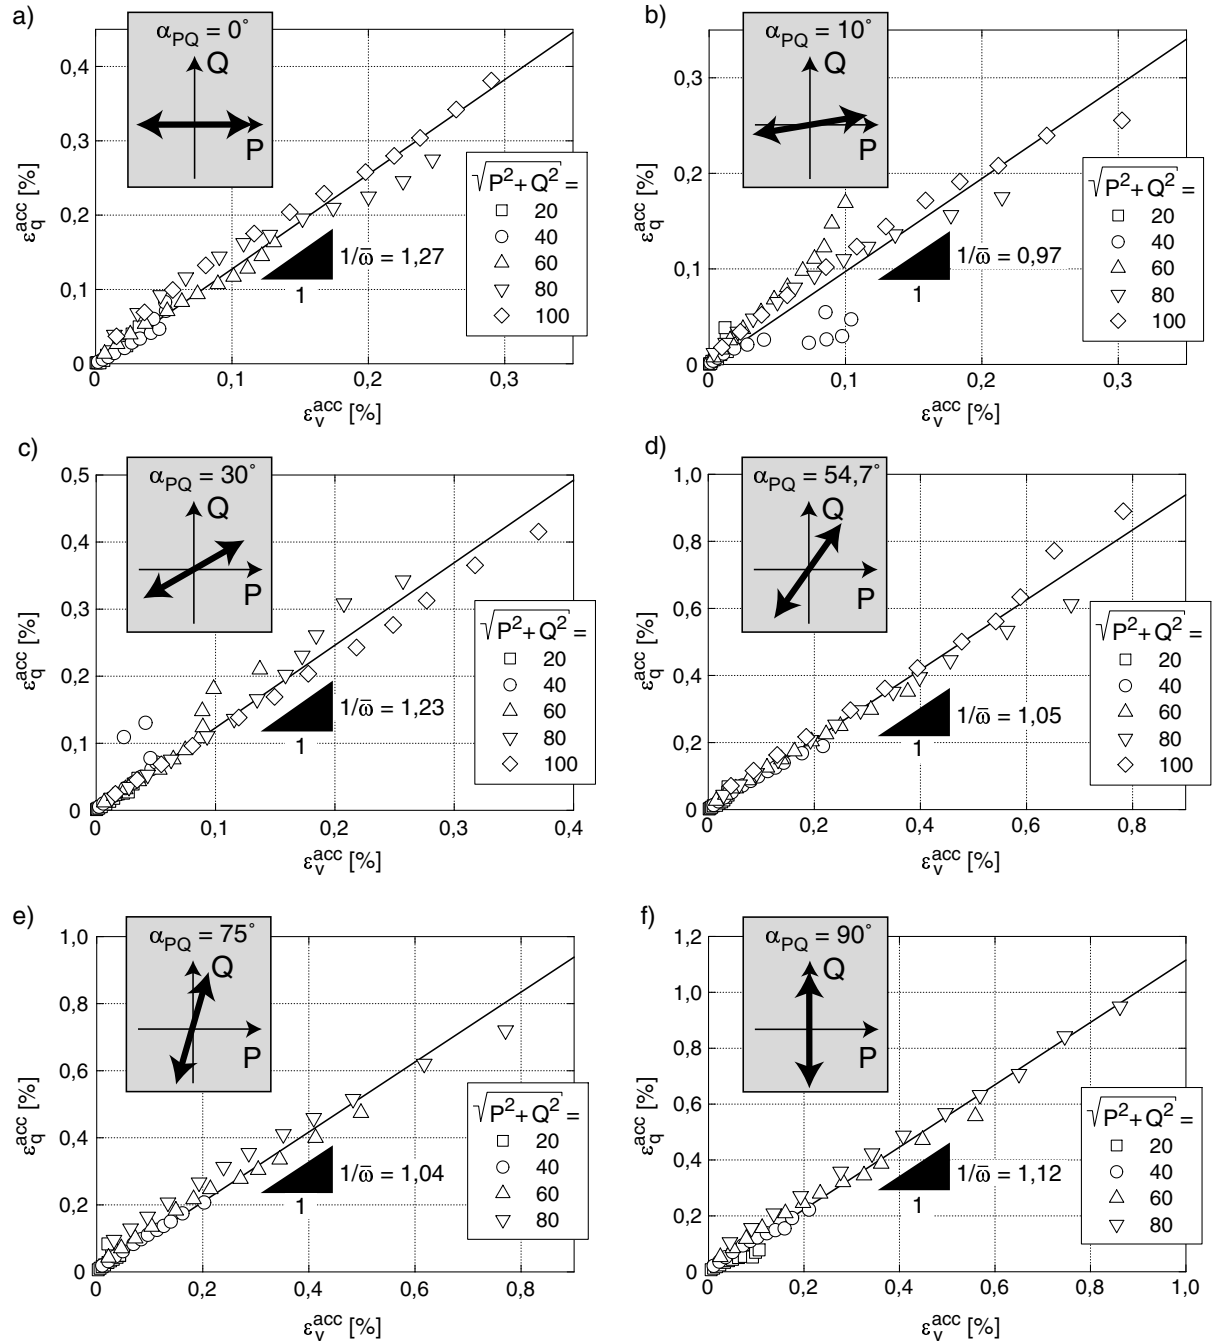 a)
α_PQ = 0°
Q
P
0,4
0,3
0,2
0,1
0
ε_q^acc [%]
√P²+Q² =
20
40
60
80
100
1/ω̅ = 1,27
1
0
0,1
0,2
0,3
ε_v^acc [%]
b)
α_PQ = 10°
Q
P
0,3
0,2
0,1
0
ε_q^acc [%]
√P²+Q² =
20
40
60
80
100
1/ω̅ = 0,97
1
0
0,1
0,2
0,3
ε_v^acc [%]
c)
α_PQ = 30°
Q
P
0,5
0,4
0,3
0,2
0,1
0
ε_q^acc [%]
√P²+Q² =
20
40
60
80
100
1/ω̅ = 1,23
1
0
0,1
0,2
0,3
0,4
ε_v^acc [%]
d)
α_PQ = 54,7°
Q
P
1,0
0,8
0,6
0,4
0,2
0
ε_q^acc [%]
√P²+Q² =
20
40
60
80
100
1/ω̅ = 1,05
1
0
0,2
0,4
0,6
0,8
ε_v^acc [%]
e)
α_PQ = 75°
Q
P
1,0
0,8
0,6
0,4
0,2
0
ε_q^acc [%]
√P²+Q² =
20
40
60
80
1/ω̅ = 1,04
1
0
0,2
0,4
0,6
0,8
ε_v^acc [%]
f)
α_PQ = 90°
Q
P
1,2
1,0
0,8
0,6
0,4
0,2
0
ε_q^acc [%]
√P²+Q² =
20
40
60
80
1/ω̅ = 1,12
1
0
0,2
0,4
0,6
0,8
1,0
ε_v^acc [%]